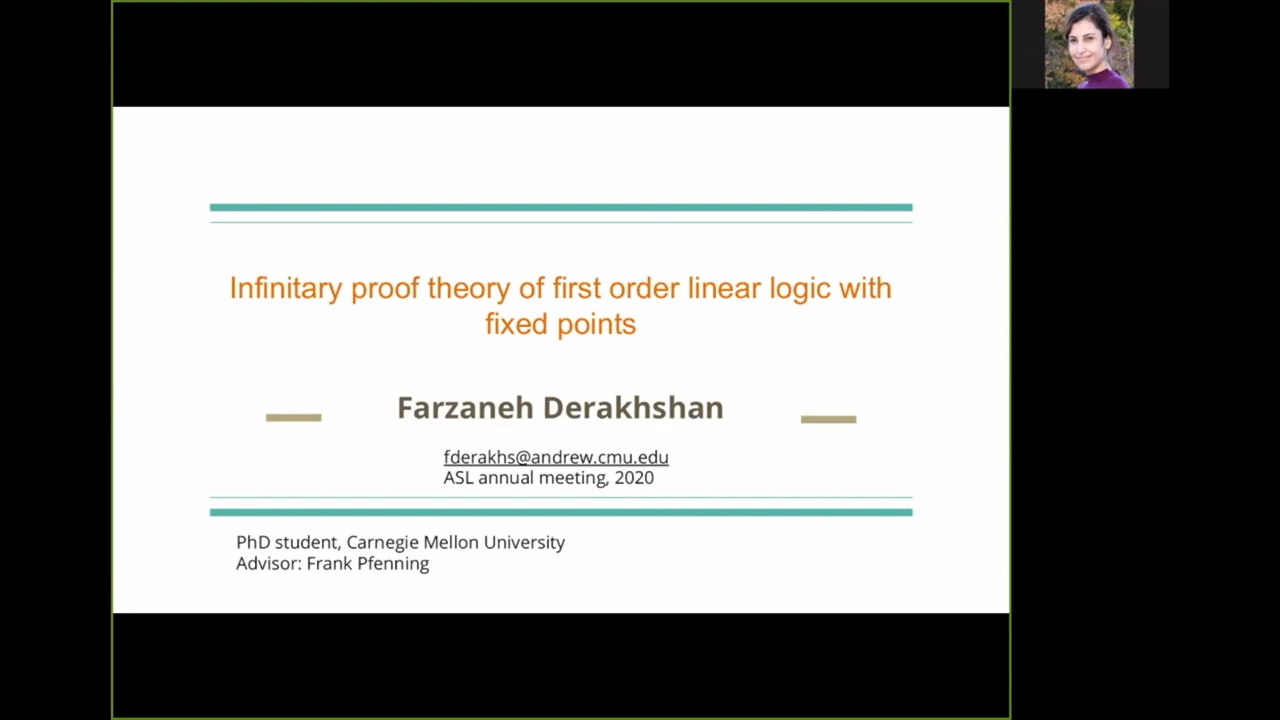 Infinitary proof theory of first order linear logic with
fixed points
Farzaneh Derakhshan
fderakhs@andrew.cmu.edu
ASL annual meeting, 2020
PhD student, Carnegie Mellon University
Advisor: Frank Pfenning